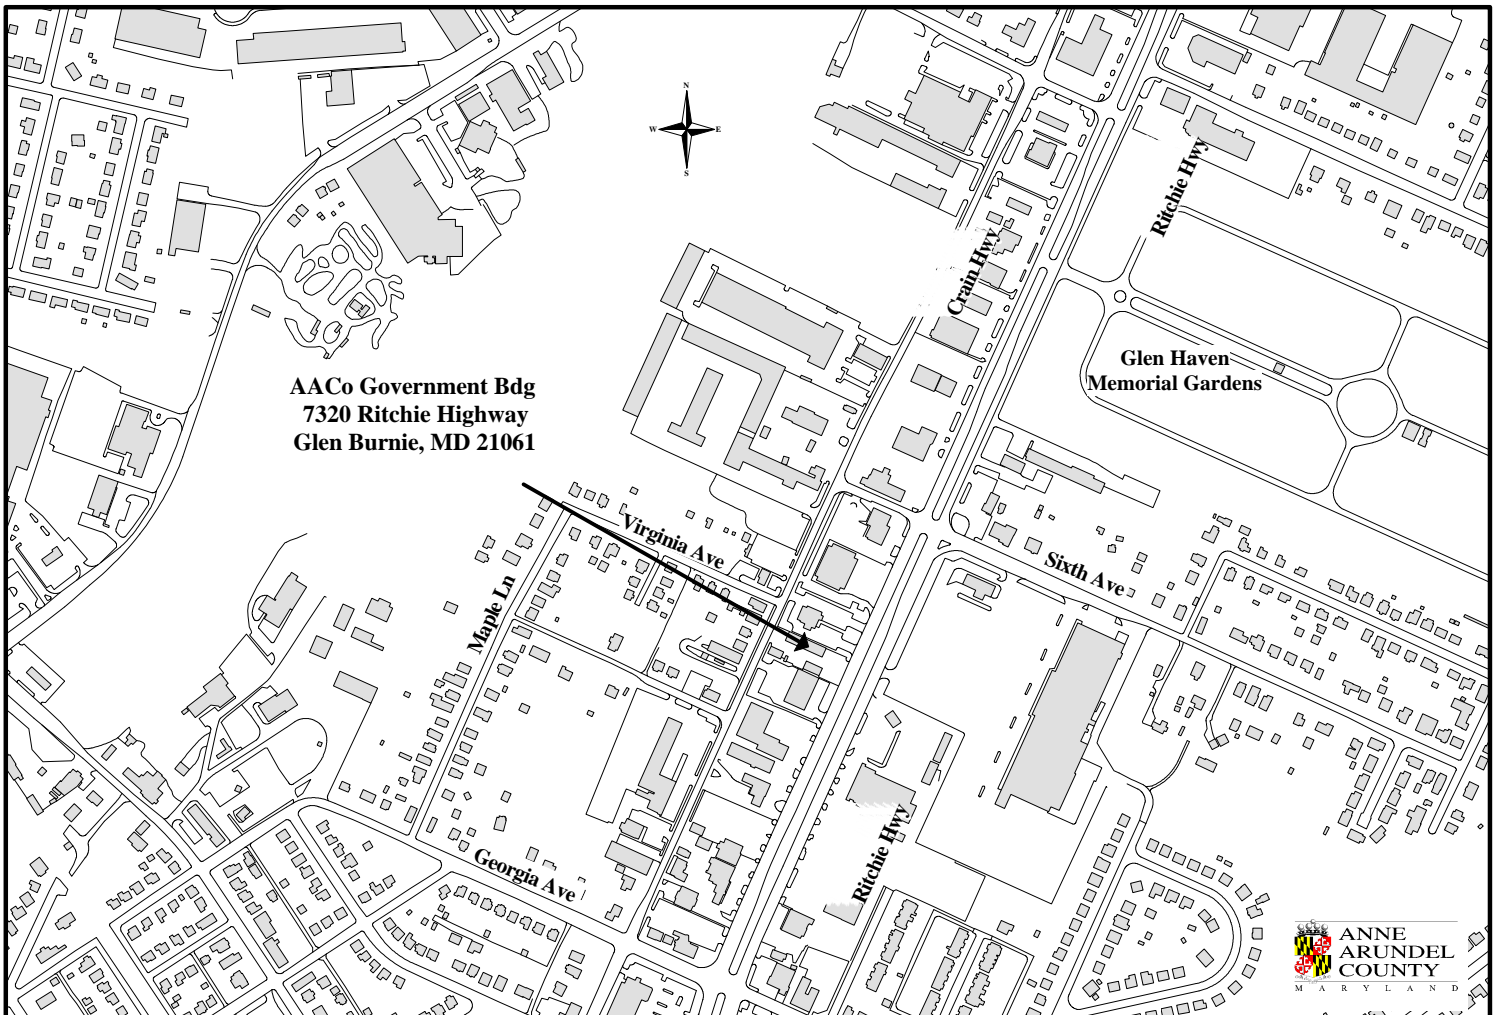 N
W E
S
Ritchie Hwy
Crain Hwy
Glen Haven
Memorial Gardens
AACo Government Bdg
7320 Ritchie Highway
Glen Burnie, MD 21061
Virginia Ave
Sixth Ave
Maple Ln
Ritchie Hwy
Georgia Ave
ANNE
ARUNDEL
COUNTY
MARYLAND